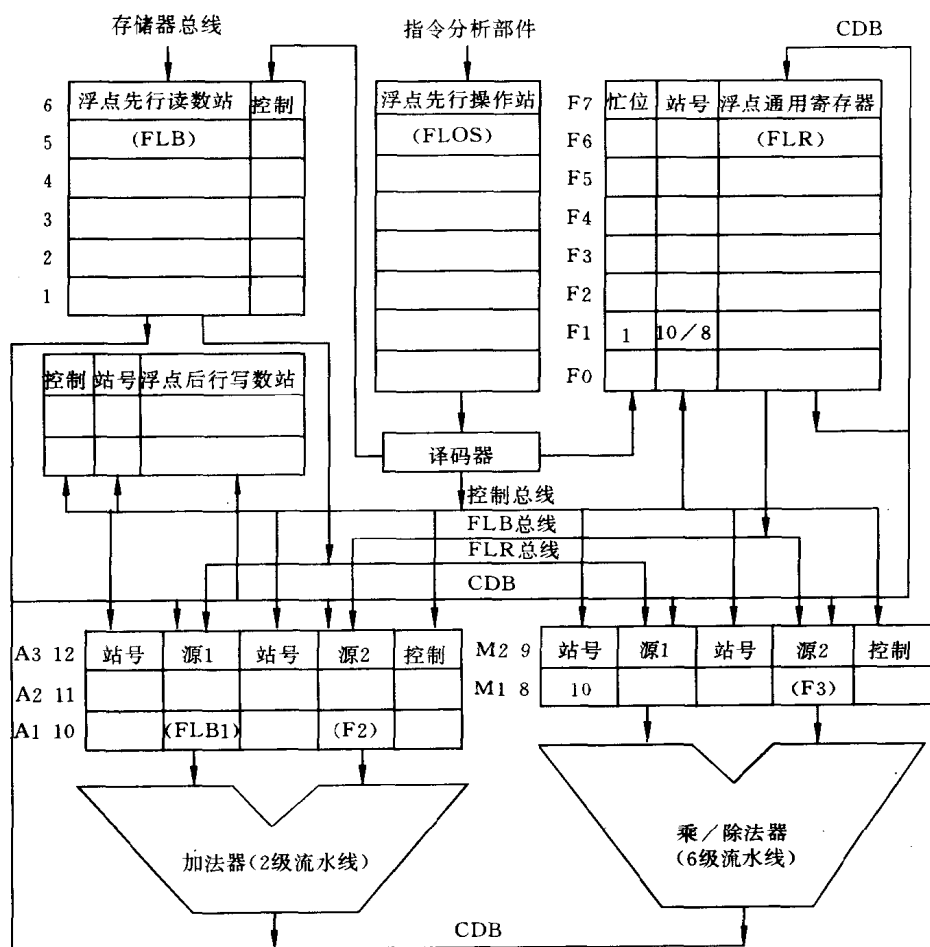 存储器总线
指令分析部件
CDB
6 浮点先行读数站 控制
5 (FLB)
4
3
2
1
浮点先行操作站
(FLOS)
F7 忙位 站号 浮点通用寄存器
F6 (FLR)
F5
F4
F3
F2
F1 1 10/8
F0
控制 站号 浮点后行写数站
译码器
控制总线
FLB总线
FLR总线
CDB
A3 12 站号 源1 站号 源2 控制
A2 11
A1 10 (FLB1) (F2)
M2 9 站号 源1 站号 源2 控制
M1 8 10 (F3)
加法器(2级流水线)
乘/除法器
(6级流水线)
CDB